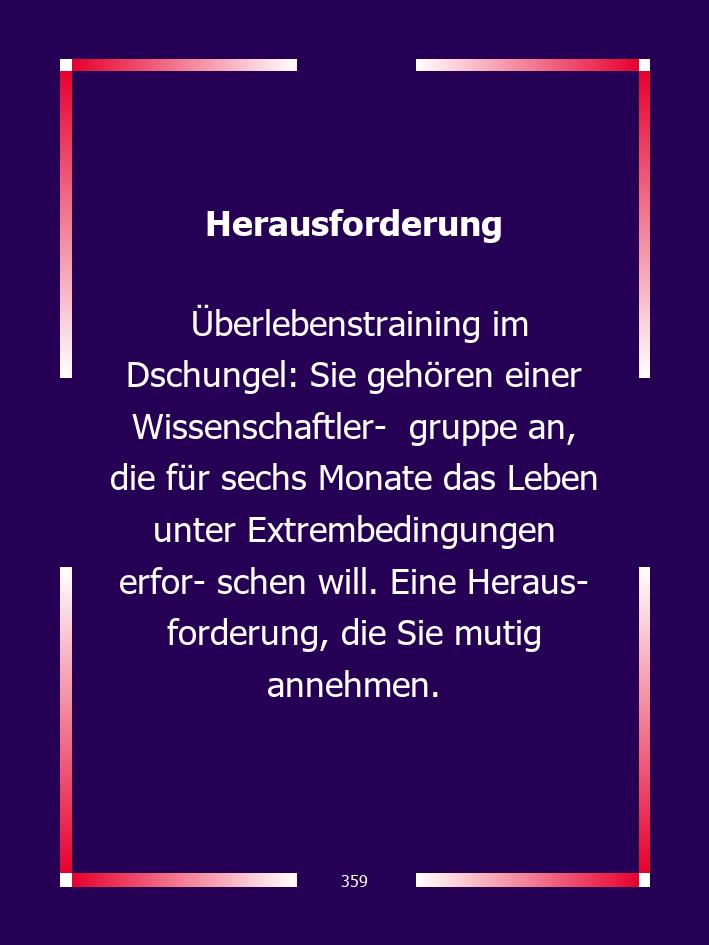 Herausforderung
Überlebenstraining im
Dschungel: Sie gehören einer
Wissenschaftler-  gruppe an,
die für sechs Monate das Leben
unter Extrembedingungen
erfor- schen will. Eine Heraus-
forderung, die Sie mutig
annehmen.
359